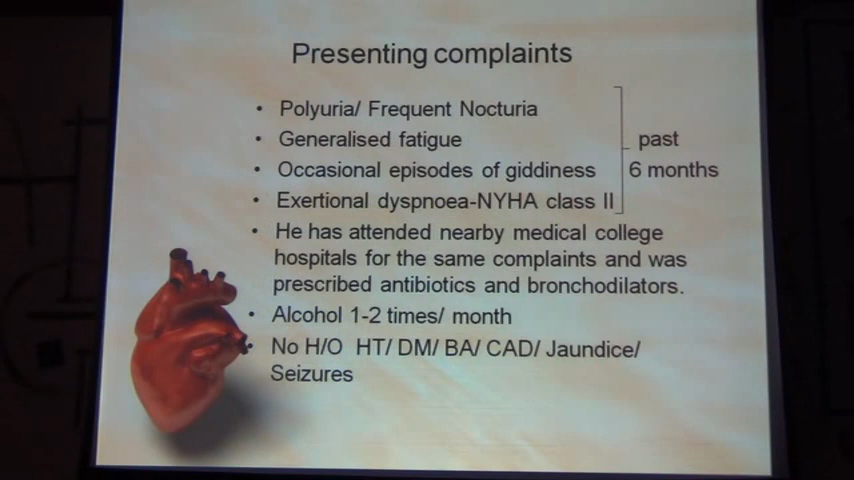 Presenting complaints
• Polyuria/ Frequent Nocturia
• Generalised fatigue
• Occasional episodes of giddiness
• Exertional dyspnoea-NYHA class II
past
6 months
• He has attended nearby medical college
hospitals for the same complaints and was
prescribed antibiotics and bronchodilators.
• Alcohol 1-2 times/ month
• No H/O HT/ DM/ BA/ CAD/ Jaundice/
Seizures